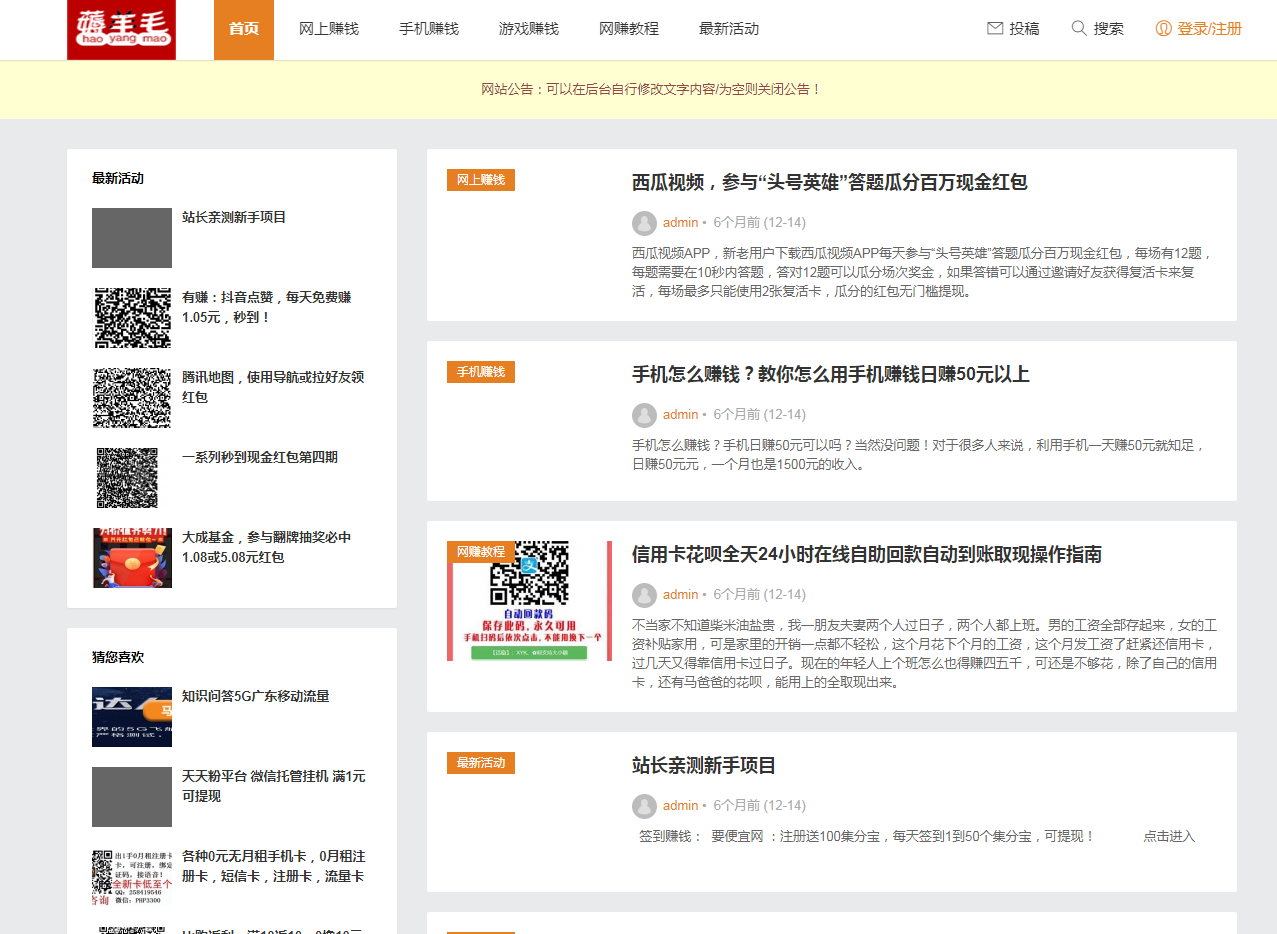 薅羊毛
hao yang mao
首页
网上赚钱
手机赚钱
游戏赚钱
网赚教程
最新活动
投稿
搜索
登录/注册
网站公告：可以在后台自行修改文字内容/为空则关闭公告！
最新活动
站长亲测新手项目
有赚：抖音点赞，每天免费赚
1.05元，秒到！
腾讯地图，使用导航或拉好友领
红包
一系列秒到现金红包第四期
大成基金，参与翻牌抽奖必中
1.08或5.08元红包
猜您喜欢
知识问答5G广东移动流量
天天粉平台 微信托管挂机 满1元
可提现
各种0元无月租手机卡，0月租注
册卡，短信卡，注册卡，流量卡
网上赚钱
西瓜视频，参与“头号英雄”答题瓜分百万现金红包
admin • 6个月前 (12-14)
西瓜视频APP，新老用户下载西瓜视频APP每天参与“头号英雄”答题瓜分百万现金红包，每场有12题，
每题需要在10秒内答题，答对12题可以瓜分场次奖金，如果答错可以通过邀请好友获得复活卡来复
活，每场最多只能使用2张复活卡，瓜分的红包无门槛提现。
手机赚钱
手机怎么赚钱？教你怎么用手机赚钱日赚50元以上
admin • 6个月前 (12-14)
手机怎么赚钱？手机日赚50元可以吗？当然没问题！对于很多人来说，利用手机一天赚50元就知足，
日赚50元元，一个月也是1500元的收入。
网赚教程
自动回款码
保存此码，永久可用
手机扫码后依次点击，不能用换下一个
信用卡花呗全天24小时在线自助回款自动到账取现操作指南
admin • 6个月前 (12-14)
不当家不知道柴米油盐贵，我一朋友夫妻两个人过日子，两个人都上班。男的工资全部存起来，女的工
资补贴家用，可是家里的开销一点都不轻松，这个月花下个月的工资，这个月发工资了赶紧还信用卡，
过几天又得靠信用卡过日子。现在的年轻人上个班怎么也得赚四五千，可还是不够花，除了自己的信用
卡，还有马爸爸的花呗，能用上的全取现出来。
最新活动
站长亲测新手项目
admin • 6个月前 (12-14)
签到赚钱： 要便宜网 ：注册送100集分宝，每天签到1到50个集分宝，可提现！ 点击进入